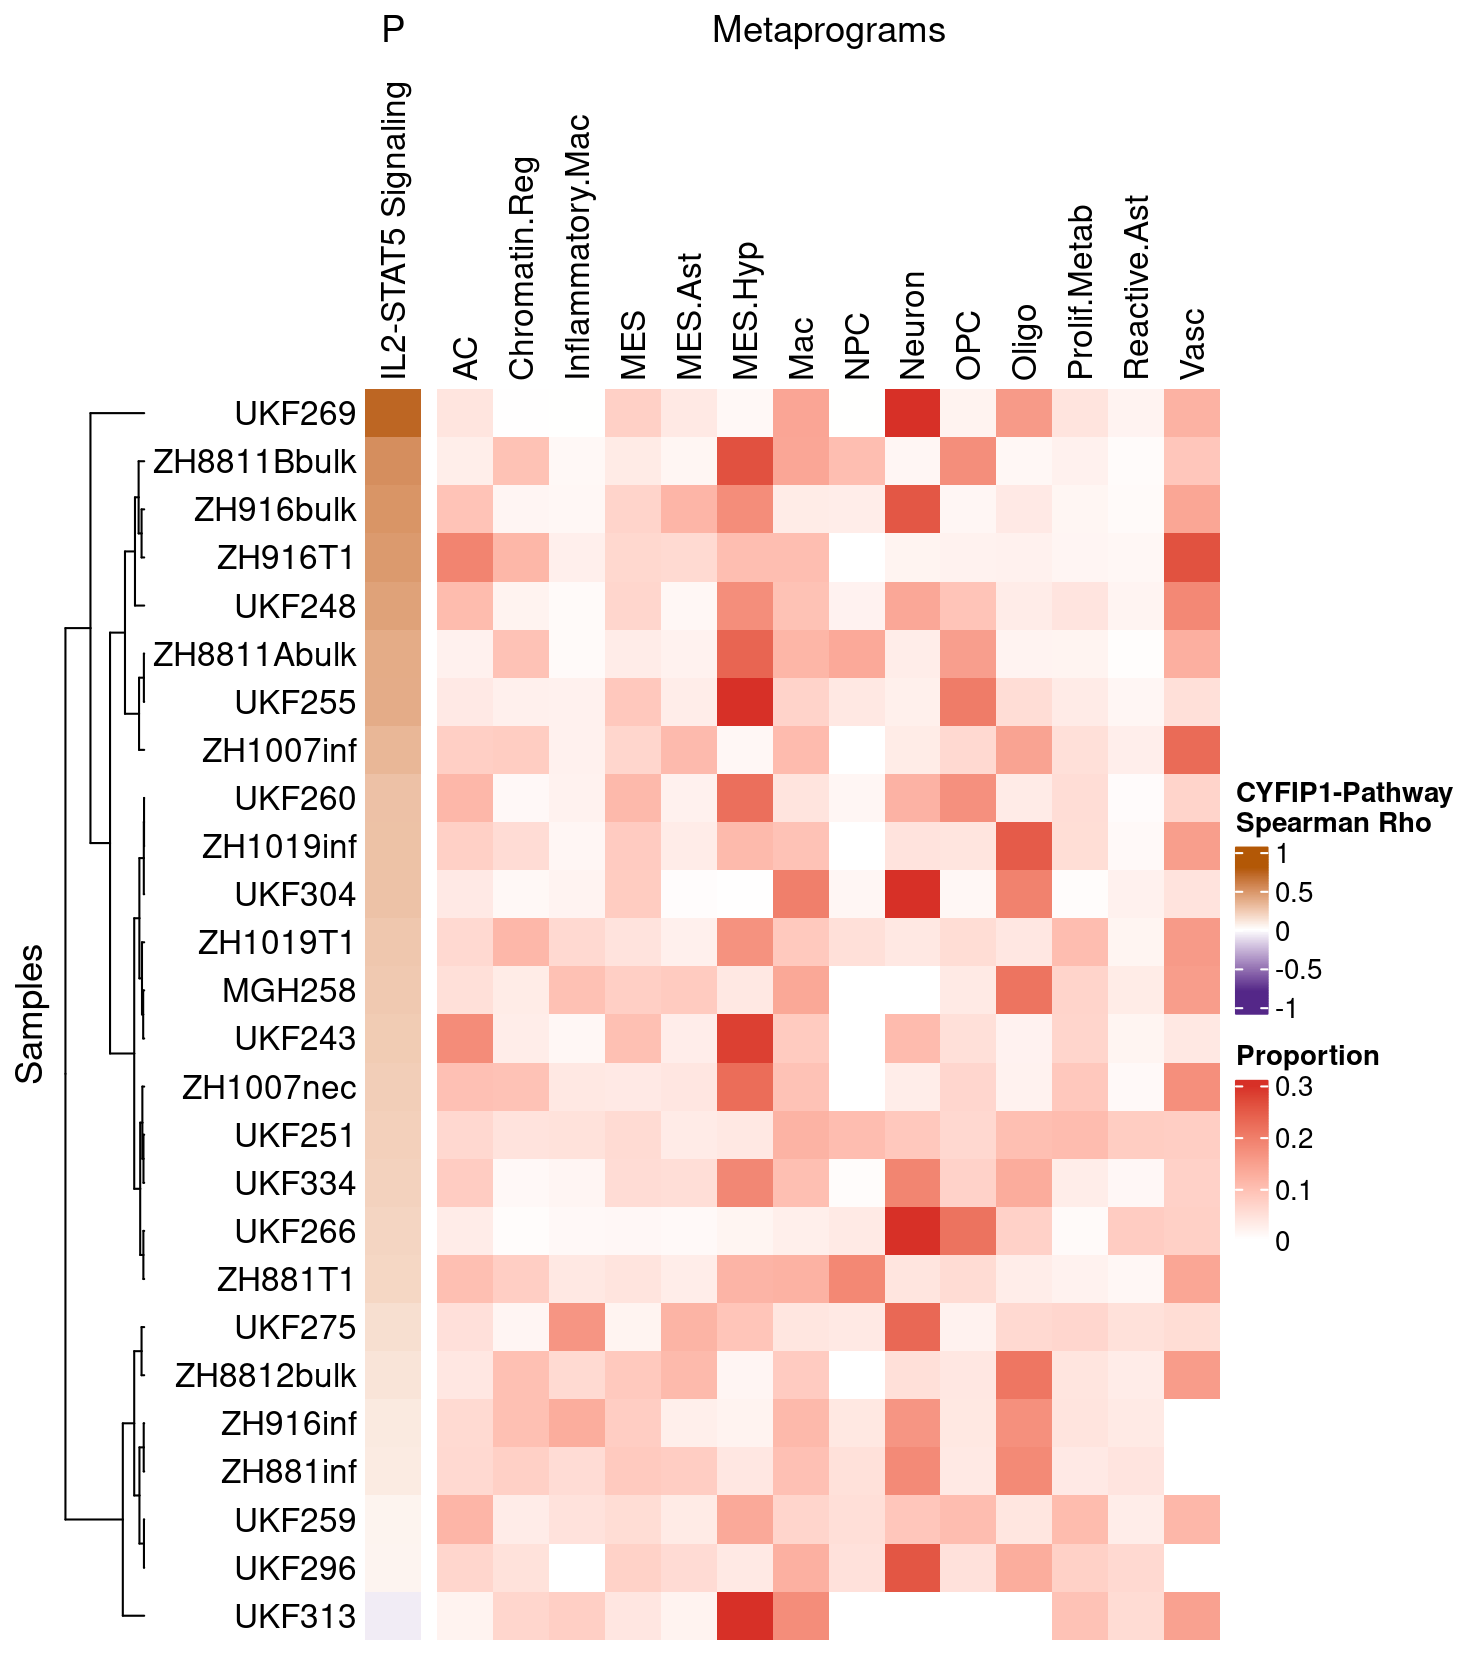 P
Metaprograms
IL2-STAT5 Signaling
AC
Chromatin.Reg
Inflammatory.Mac
MES
MES.Ast
MES.Hyp
Mac
NPC
Neuron
OPC
Oligo
Prolif.Metab
Reactive.Ast
Vasc
Samples
UKF269
ZH8811Bbulk
ZH916bulk
ZH916T1
UKF248
ZH8811Abulk
UKF255
ZH1007inf
UKF260
ZH1019inf
UKF304
ZH1019T1
MGH258
UKF243
ZH1007nec
UKF251
UKF334
UKF266
ZH881T1
UKF275
ZH8812bulk
ZH916inf
ZH881inf
UKF259
UKF296
UKF313
CYFIP1-Pathway
Spearman Rho
1
0.5
0
-0.5
-1
Proportion
0.3
0.2
0.1
0